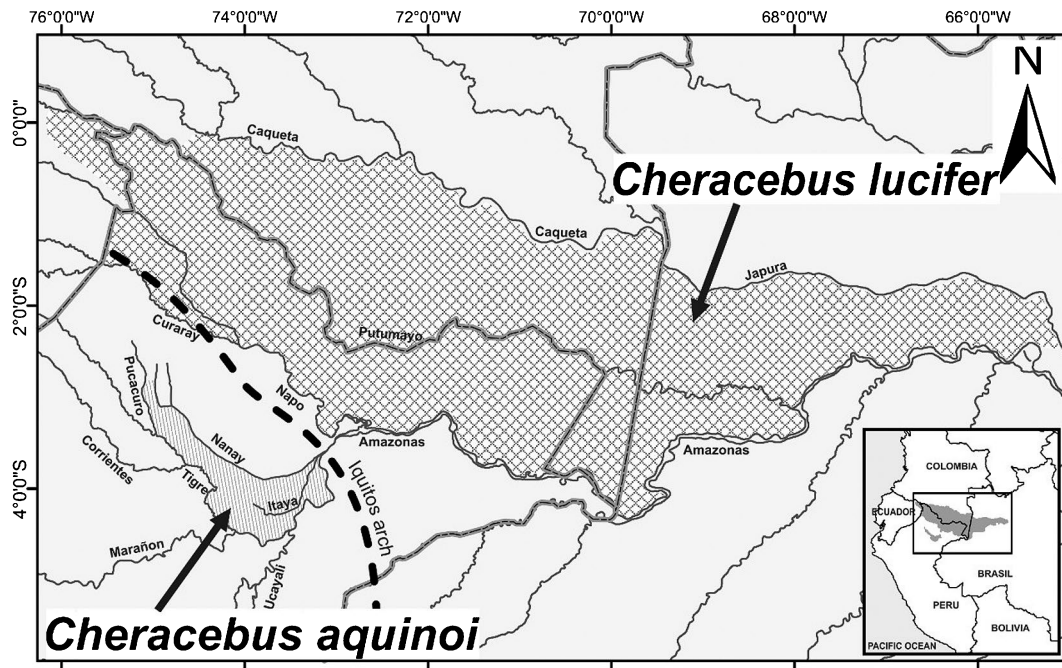 76°0'0"W 74°0'0"W 72°0'0"W 70°0'0"W 68°0'0"W 66°0'0"W
N
0°0'0"
Caqueta
Cheracebus lucifer
Caqueta
Japura
2°0'0"S
Curaray
Putumayo
Pucacuro
Napo
Amazonas
Amazonas
Nanay
Corrientes
Tigre
4°0'0"S
Itaya
Iquitos arch
Marañon
Ucayali
Cheracebus aquinoi
COLOMBIA
ECUADOR
BRASIL
PERU
BOLIVIA
PACIFIC OCEAN